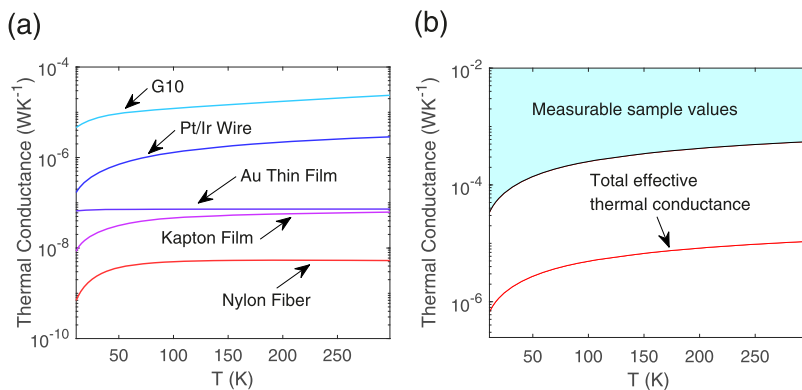 (a)
Thermal Conductance (WK⁻¹)
10⁻⁴
10⁻⁶
10⁻⁸
10⁻¹⁰
G10
Pt/Ir Wire
Au Thin Film
Kapton Film
Nylon Fiber
50 100 150 200 250
T (K)
(b)
Thermal Conductance (WK⁻¹)
10⁻²
10⁻⁴
10⁻⁶
Measurable sample values
Total effective
thermal conductance
50 100 150 200 250
T (K)